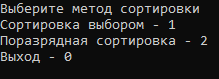 Выберите метод сортировки
Сортировка выбором - 1
Поразрядная сортировка - 2
Выход - 0